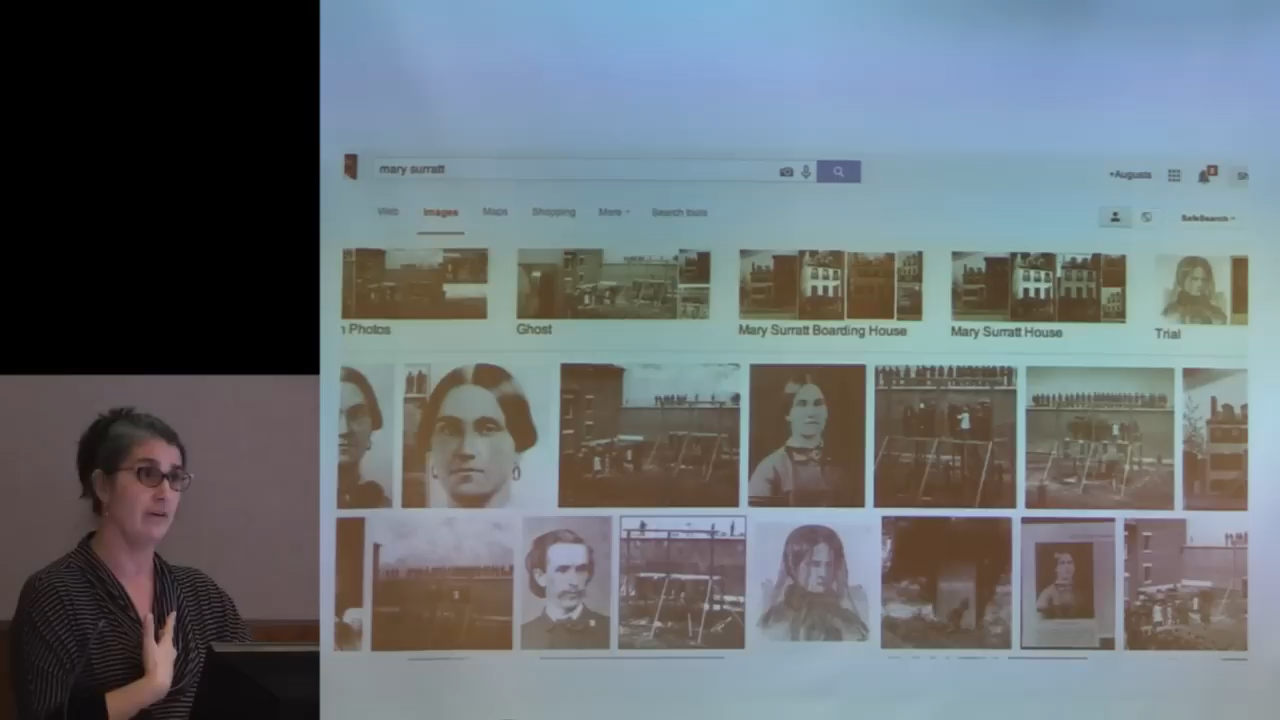 mary surratt
+Augusta
Web Images Maps Shopping More Search tools
SafeSearch
n Photos
Ghost
Mary Surratt Boarding House
Mary Surratt House
Trial